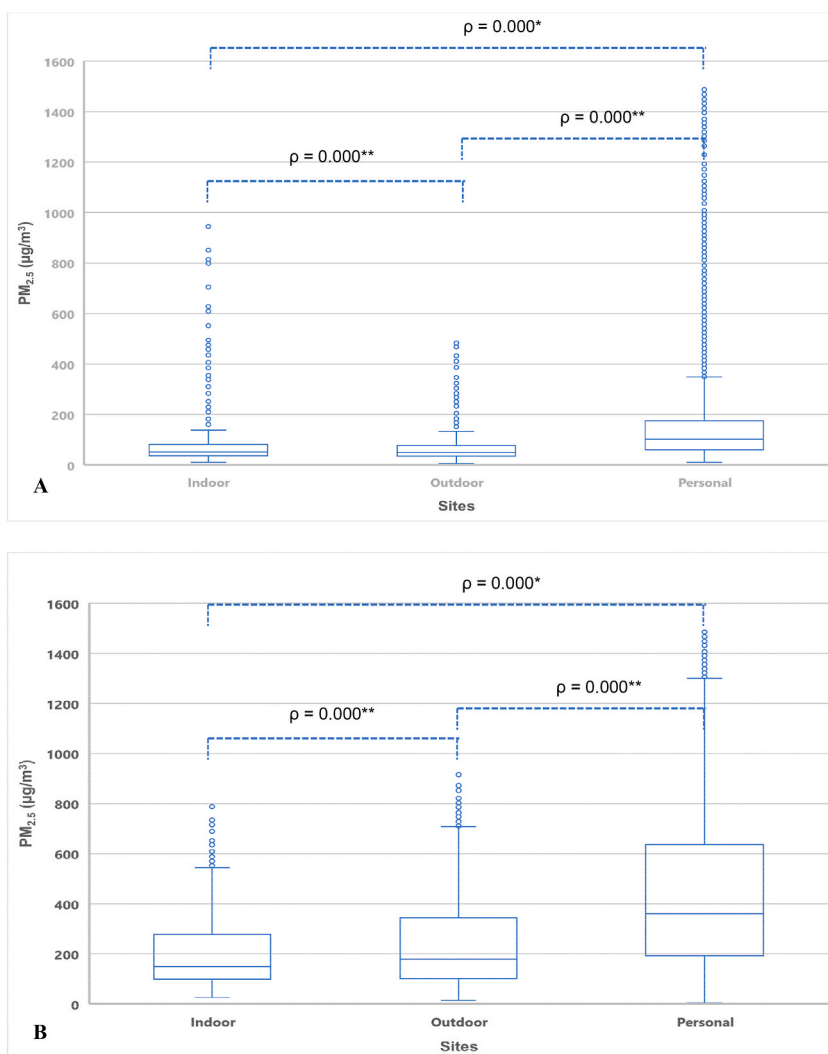 ρ = 0.000*
ρ = 0.000**
ρ = 0.000**
1600
1400
1200
1000
800
600
400
200
0
PM2.5 (μg/m³)
A
Indoor Outdoor Personal
Sites
ρ = 0.000*
ρ = 0.000**
ρ = 0.000**
1600
1400
1200
1000
800
600
400
200
0
PM2.5 (μg/m³)
B
Indoor Outdoor Personal
Sites